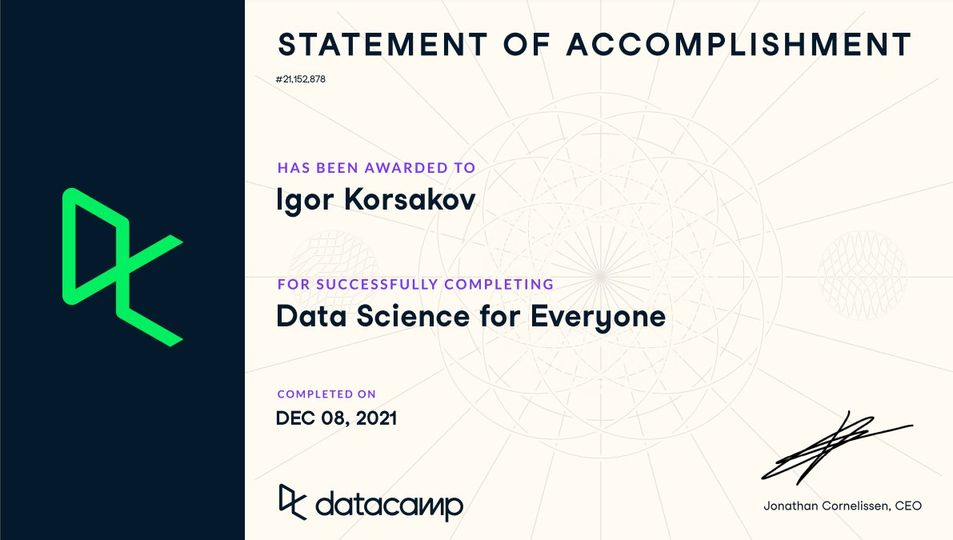 STATEMENT OF ACCOMPLISHMENT
#21,152,878
HAS BEEN AWARDED TO
Igor Korsakov
FOR SUCCESSFULLY COMPLETING
Data Science for Everyone
COMPLETED ON
DEC 08, 2021
datacamp
Jonathan Cornelissen, CEO